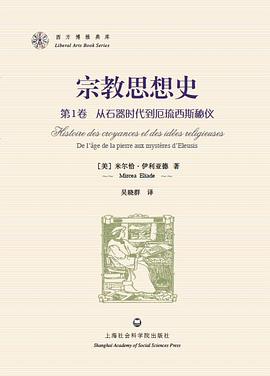 西方博雅典库
Liberal Arts Book Series
宗教思想史
第1卷 从石器时代到厄琉西斯秘仪
Histoire des croyances et des idées religieuses
De l'âge de la pierre aux mystères d'Eleusis
[美] 米尔恰·伊利亚德 著
~~ Mircea Eliade ~~
吴晓群 译
上海社会科学院出版社
Shanghai Academy of Social Sciences Press